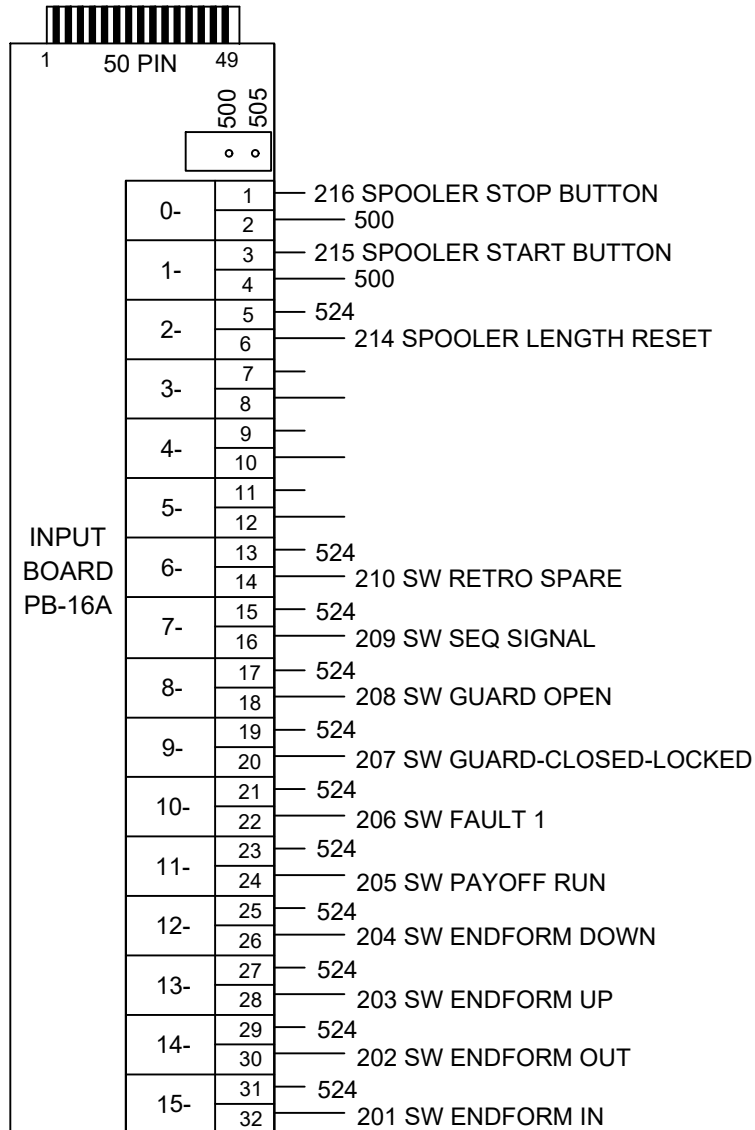 1 50 PIN 49
500 505
0- 1 216 SPOOLER STOP BUTTON
2 500
1- 3 215 SPOOLER START BUTTON
4 500
2- 5 524
6 214 SPOOLER LENGTH RESET
3- 7
8
4- 9
10
5- 11
12
INPUT
BOARD
PB-16A
6- 13 524
14 210 SW RETRO SPARE
7- 15 524
16 209 SW SEQ SIGNAL
8- 17 524
18 208 SW GUARD OPEN
9- 19 524
20 207 SW GUARD-CLOSED-LOCKED
10- 21 524
22 206 SW FAULT 1
11- 23 524
24 205 SW PAYOFF RUN
12- 25 524
26 204 SW ENDFORM DOWN
13- 27 524
28 203 SW ENDFORM UP
14- 29 524
30 202 SW ENDFORM OUT
15- 31 524
32 201 SW ENDFORM IN